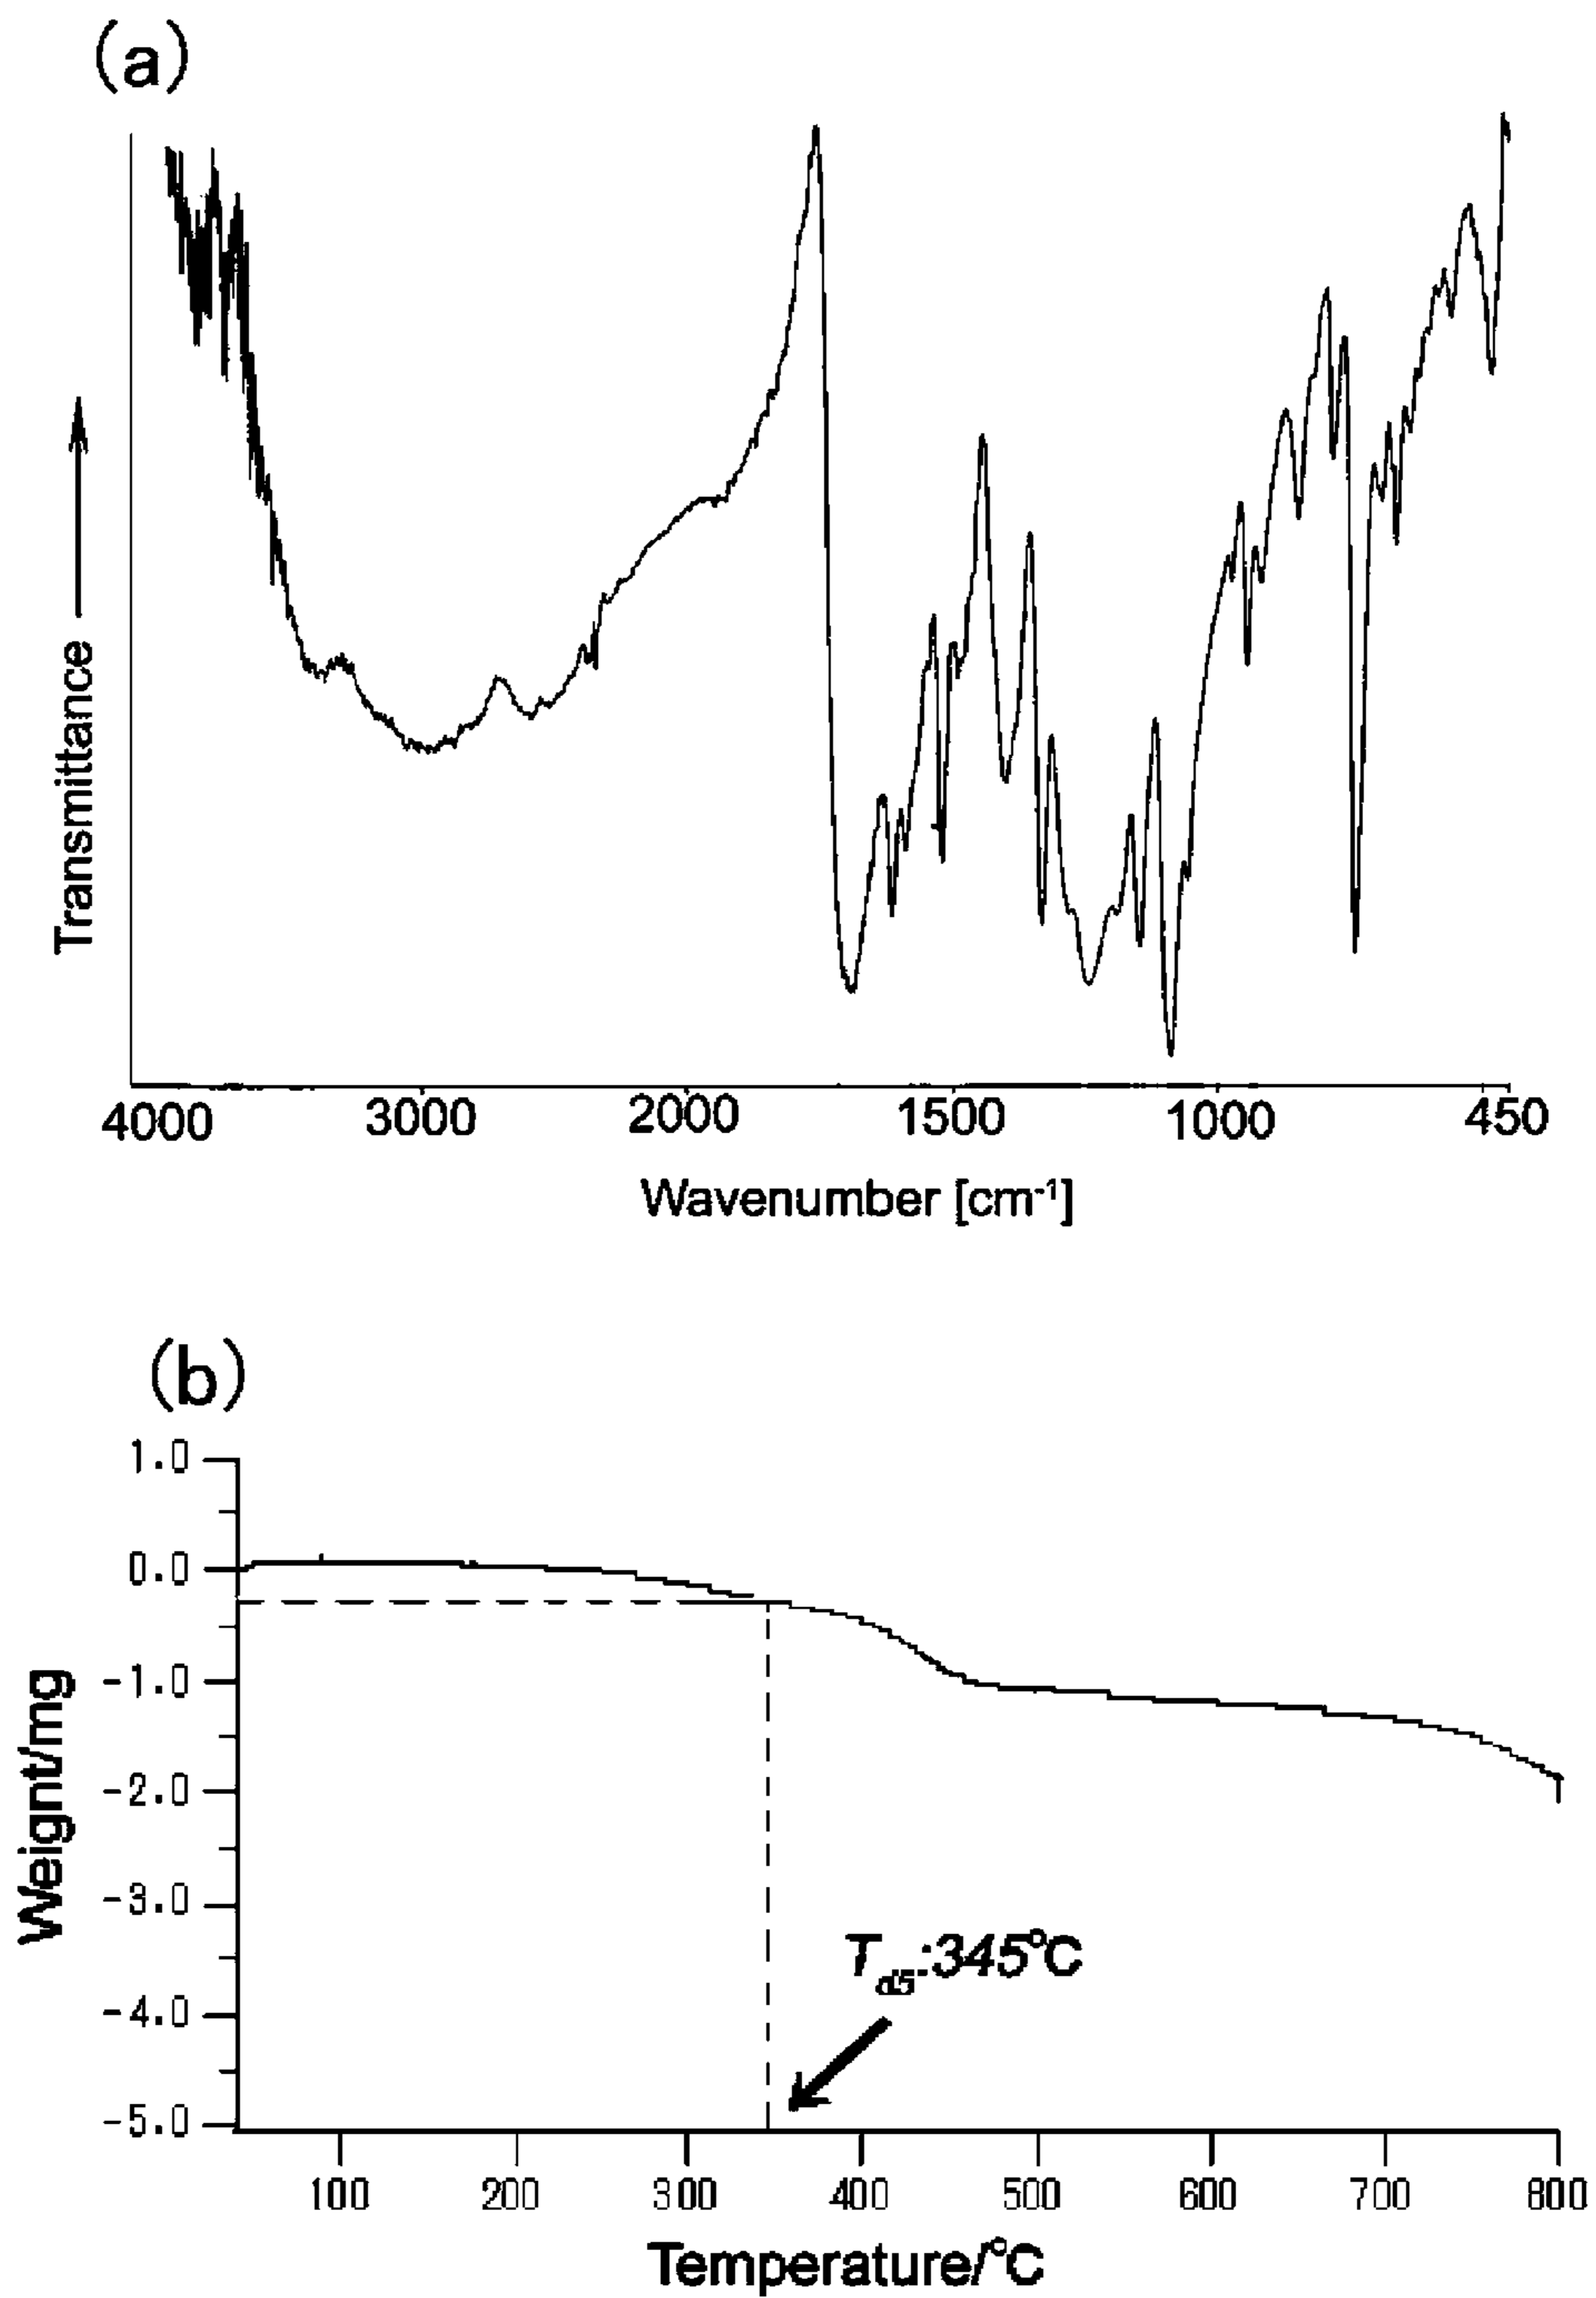 (a)
Transmittance
4000 3000 2000 1500 1000 450
Wavenumber [cm-1]
(b)
1.0
0.0
-1.0
-2.0
-3.0
-4.0
-5.0
Weignt/mg
Td5:345°C
100 200 300 400 500 600 700 800
Temperature/°C